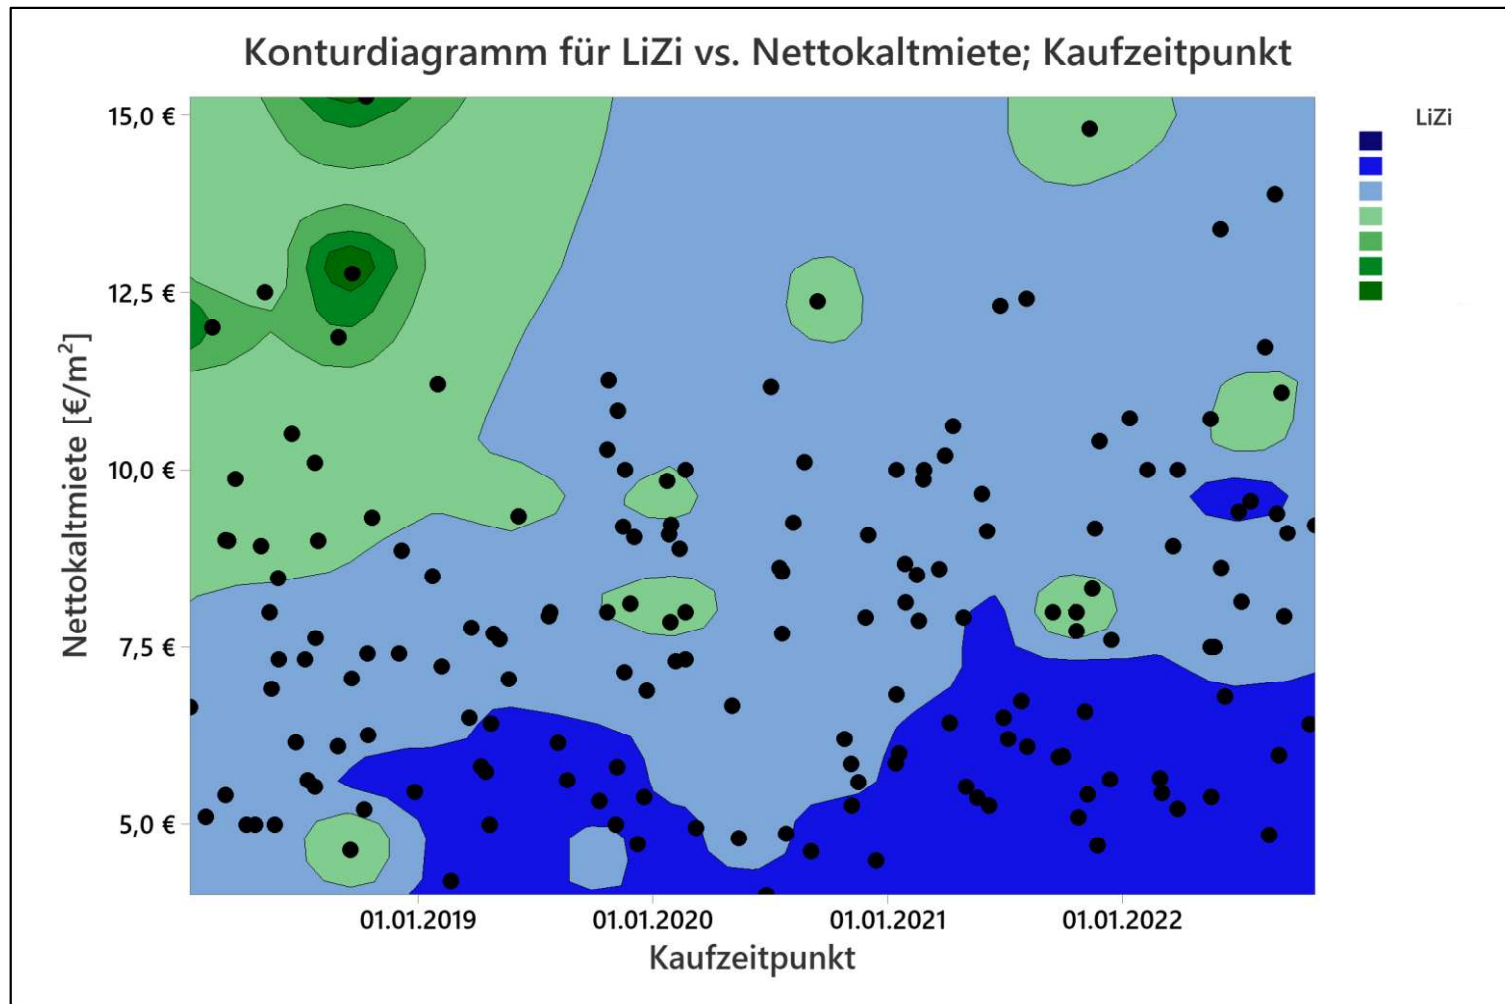 Konturdiagramm für LiZi vs. Nettokaltmiete; Kaufzeitpunkt
LiZi
Nettokaltmiete [€/m²]
15,0 €
12,5 €
10,0 €
7,5 €
5,0 €
01.01.2019
01.01.2020
01.01.2021
01.01.2022
Kaufzeitpunkt